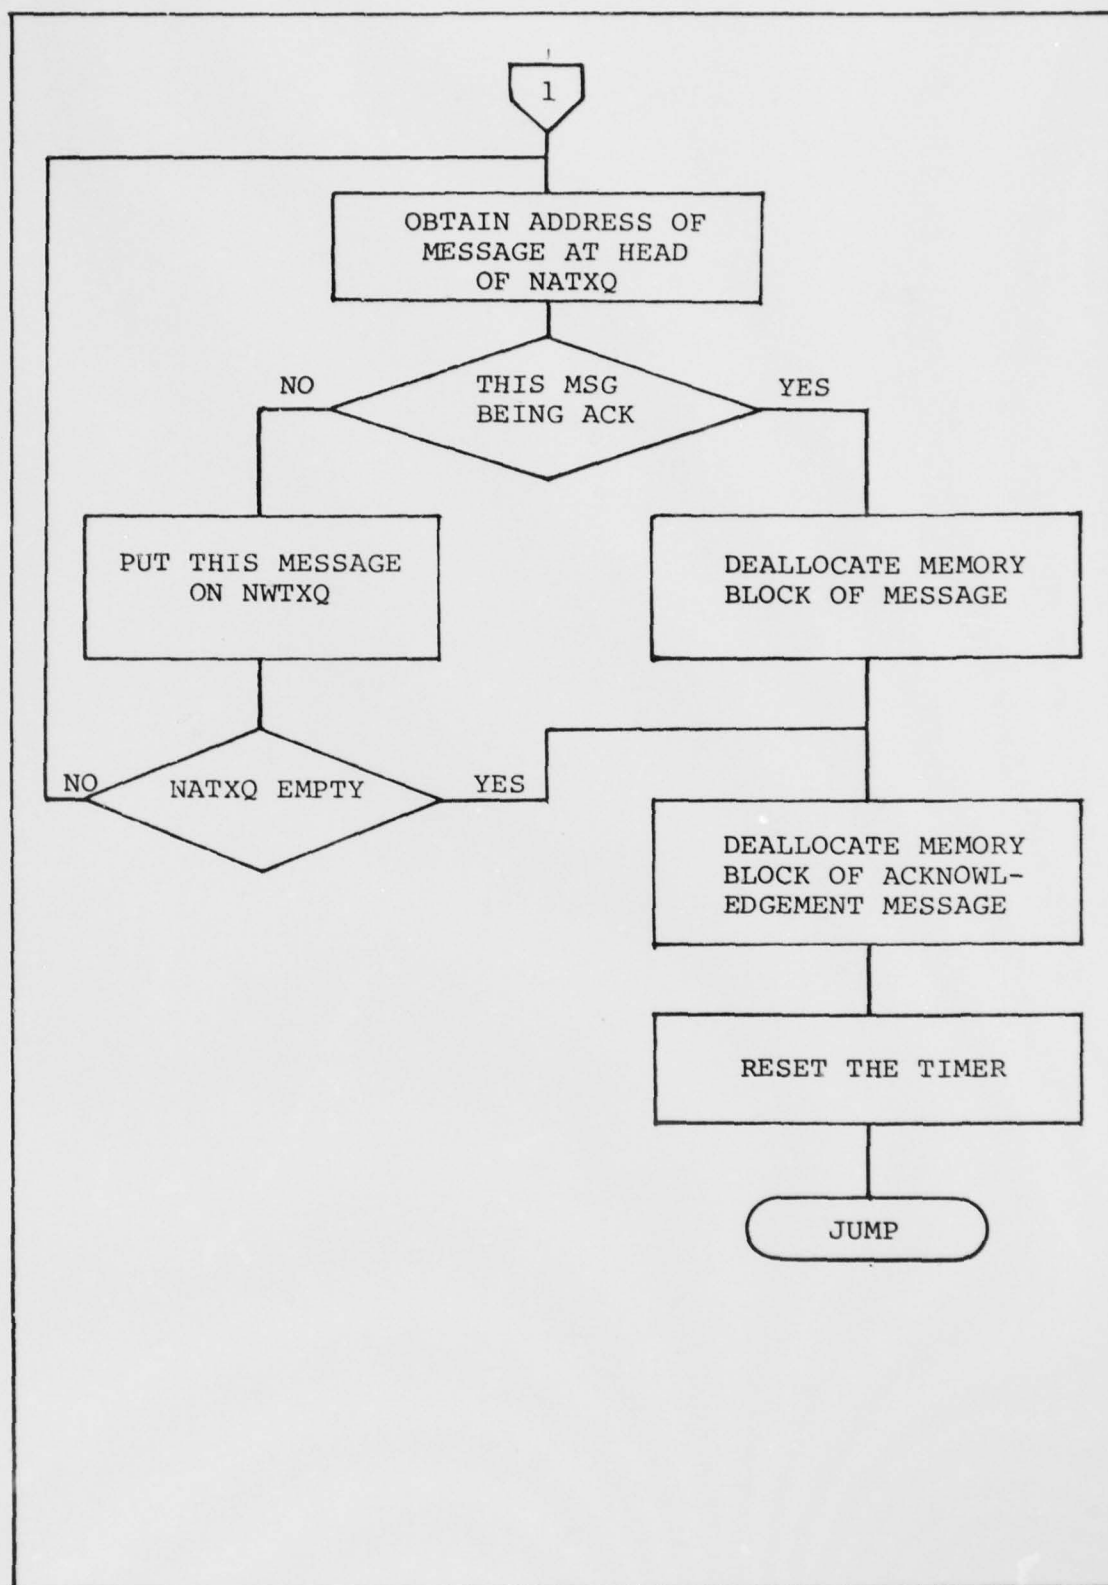 1
OBTAIN ADDRESS OF
MESSAGE AT HEAD
OF NATXQ
NO
THIS MSG
BEING ACK
YES
PUT THIS MESSAGE
ON NWTXQ
DEALLOCATE MEMORY
BLOCK OF MESSAGE
NO
NATXQ EMPTY
YES
DEALLOCATE MEMORY
BLOCK OF ACKNOWL-
EDGEMENT MESSAGE
RESET THE TIMER
JUMP